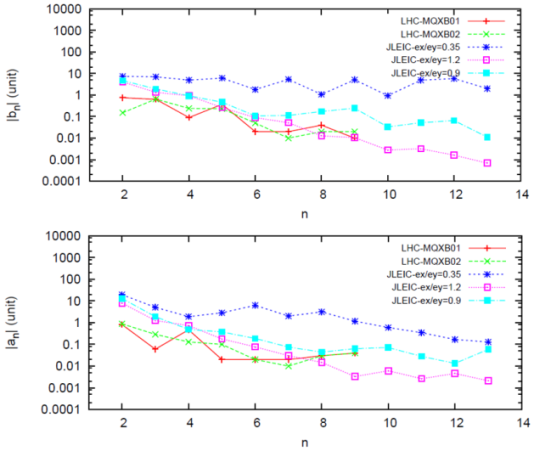 10000
1000
100
10
1
0.1
0.01
0.001
0.0001
|bn| (unit)
LHC-MQXB01
LHC-MQXB02
JLEIC-ex/ey=0.35
JLEIC-ex/ey=1.2
JLEIC-ex/ey=0.9
2 4 6 8 10 12 14
n
10000
1000
100
10
1
0.1
0.01
0.001
0.0001
|an| (unit)
LHC-MQXB01
LHC-MQXB02
JLEIC-ex/ey=0.35
JLEIC-ex/ey=1.2
JLEIC-ex/ey=0.9
2 4 6 8 10 12 14
n